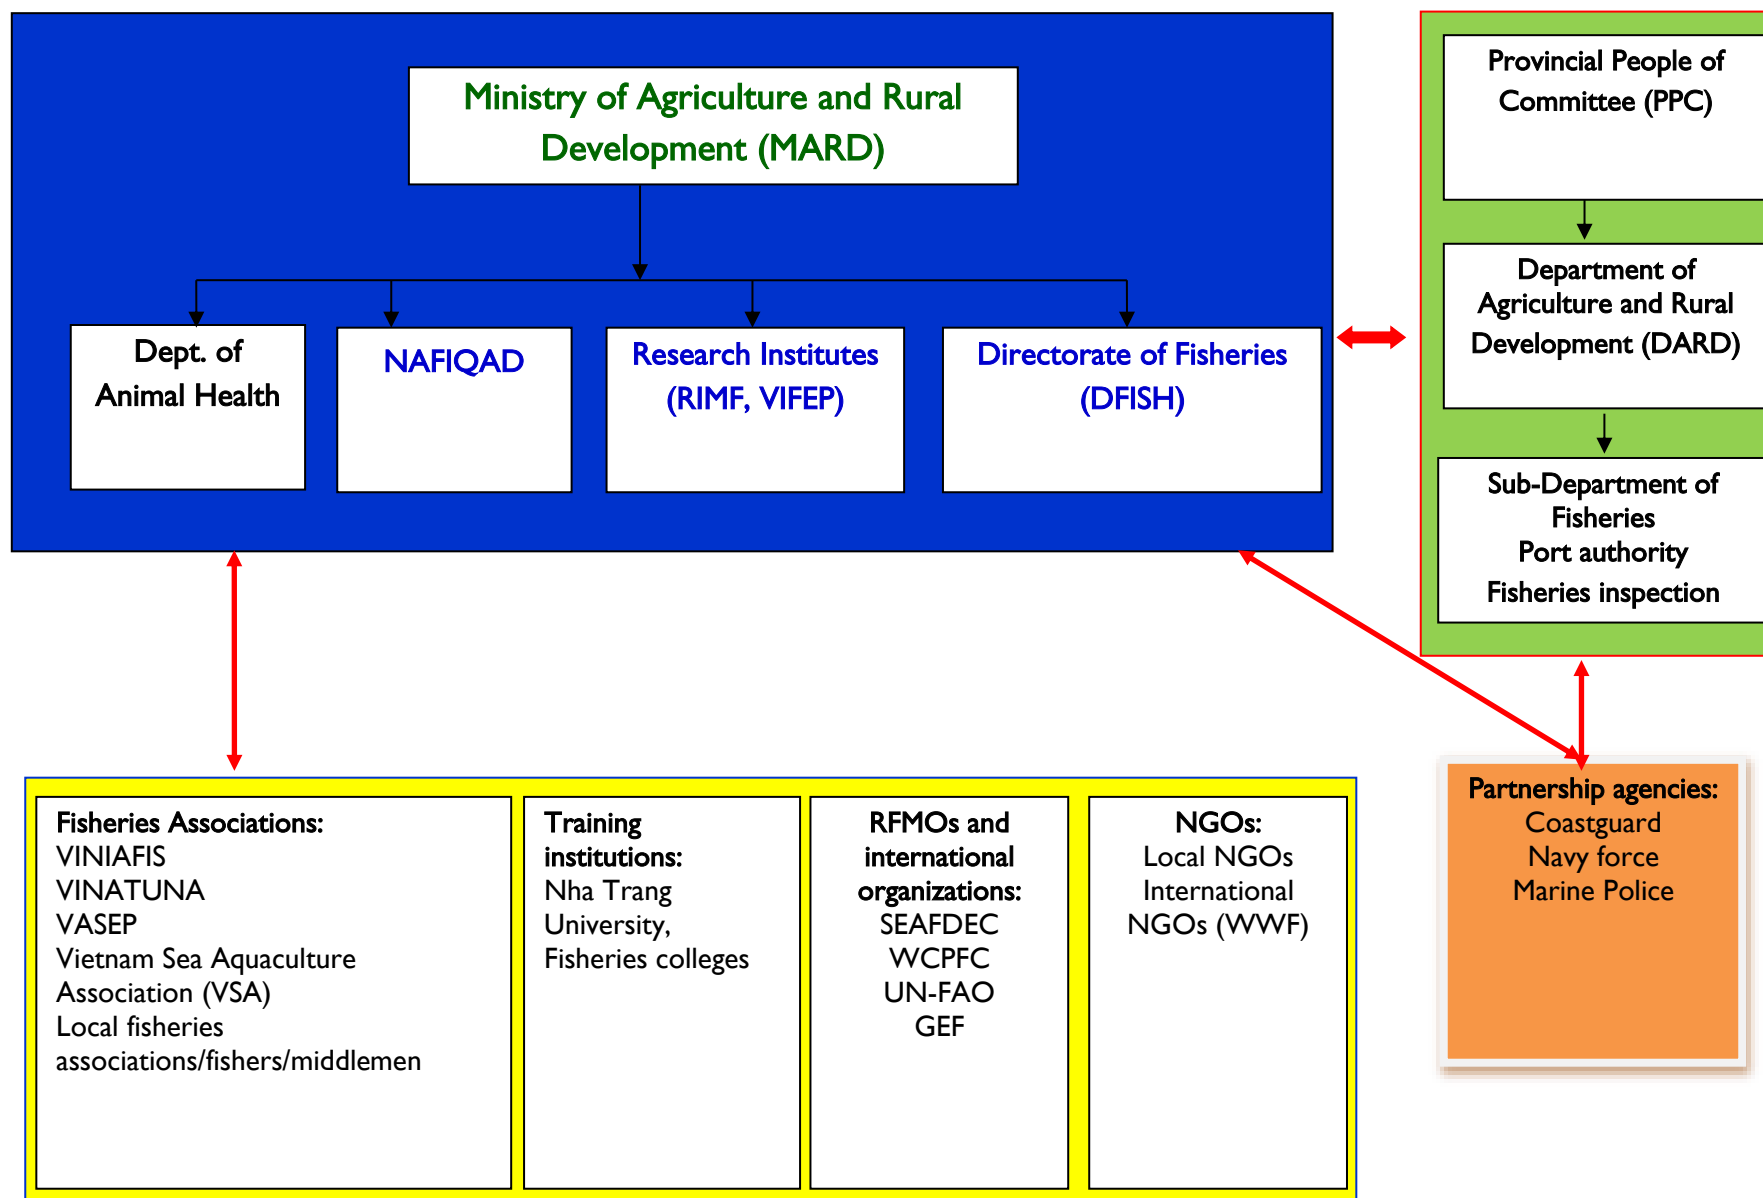 Ministry of Agriculture and Rural
Development (MARD)
Dept. of
Animal Health
NAFIQAD
Research Institutes
(RIMF, VIFEP)
Directorate of Fisheries
(DFISH)
Provincial People of
Committee (PPC)
Department of
Agriculture and Rural
Development (DARD)
Sub-Department of
Fisheries
Port authority
Fisheries inspection
Fisheries Associations:
VINIAFIS
VINATUNA
VASEP
Vietnam Sea Aquaculture
Association (VSA)
Local fisheries
associations/fishers/middlemen
Training
institutions:
Nha Trang
University,
Fisheries colleges
RFMOs and
international
organizations:
SEAFDEC
WCPFC
UN-FAO
GEF
NGOs:
Local NGOs
International
NGOs (WWF)
Partnership agencies:
Coastguard
Navy force
Marine Police